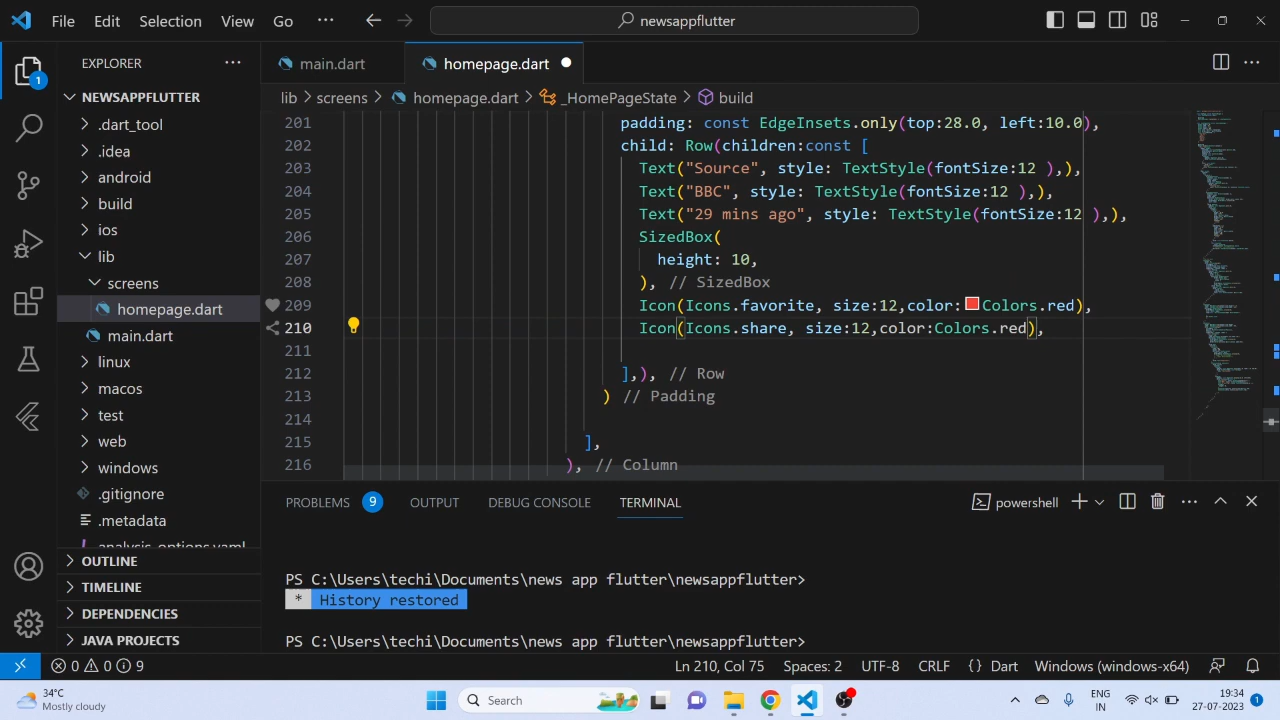 File Edit Selection View Go ··· newsappflutter
EXPLORER ···
main.dart homepage.dart
NEWSAPPFLUTTER
lib > screens > homepage.dart > _HomePageState > build
1
.dart_tool
.idea
android
build
ios
lib
screens
homepage.dart
main.dart
linux
macos
test
web
windows
.gitignore
.metadata
analysis_options.yaml
OUTLINE
TIMELINE
DEPENDENCIES
JAVA PROJECTS
201 padding: const EdgeInsets.only(top:22.0, left:10.0),
202 child: Row(children:const [
203 Text("Source", style: TextStyle(fontSize:12 ),),
204 Text("BBC", style: TextStyle(fontSize:12 ),),
205 Text("29 mins ago", style: TextStyle(fontSize:12 ),),
206 SizedBox(
207 height: 10,
208 ), // SizedBox
209 Icon(Icons.favorite, size:12,color:Colors.red),
210 Icon(Icons.share, size:12,color:Colors.red),
211
212 ],), // Row
213 ) // Padding
214
215 ],
216 ), // Column
PROBLEMS 9 OUTPUT DEBUG CONSOLE TERMINAL powershell
PS C:\Users\techi\Documents\news app flutter\newsappflutter>
* History restored
PS C:\Users\techi\Documents\news app flutter\newsappflutter>
0 0 9 Ln 210, Col 75 Spaces: 2 UTF-8 CRLF {} Dart Windows (windows-x64)
34°C
Mostly cloudy
Search
ENG
IN
19:34
27-07-2023
1